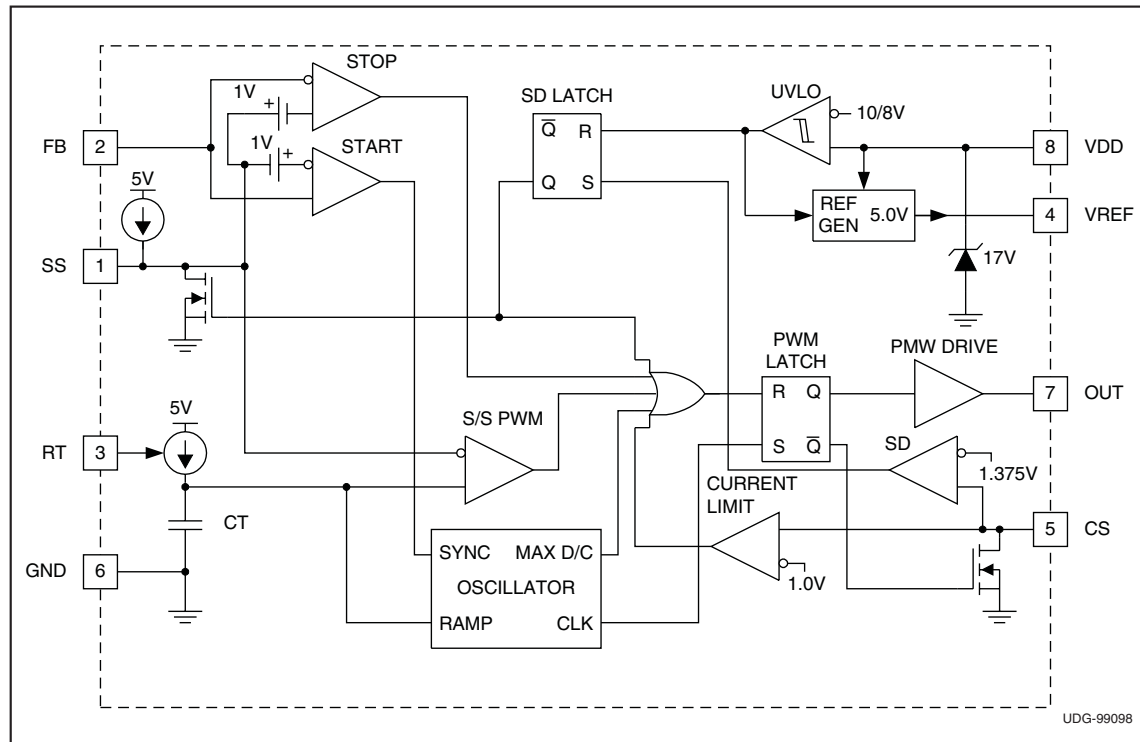 STOP
1V
+
SD LATCH
UVLO
10/8V
Q R
FB
2
1V
+
START
8
VDD
5V
Q S
REF
GEN
5.0V
4
VREF
SS
1
17V
PWM
LATCH
PMW DRIVE
5V
R Q
7
OUT
S/S PWM
RT
3
S Q
SD
1.375V
CT
CURRENT
LIMIT
SYNC MAX D/C
5
CS
GND
6
OSCILLATOR
1.0V
RAMP CLK
UDG-99098